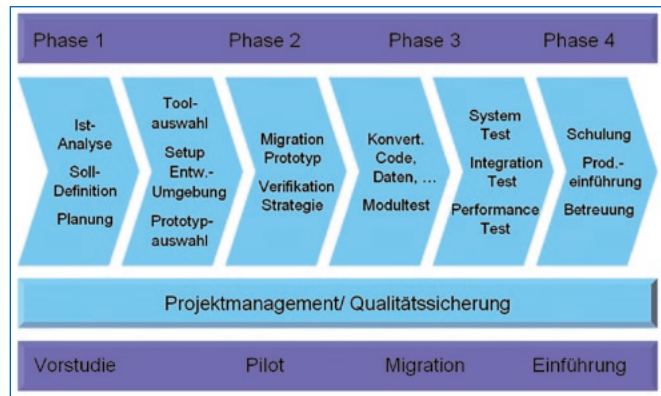 Phase 1
Phase 2
Phase 3
Phase 4
Ist-
Analyse
Soll-
Definition
Planung
Tool-
auswahl
Setup
Entw.-
Umgebung
Prototyp-
auswahl
Migration
Prototyp
Verifikation
Strategie
Konvert.
Code,
Daten, ...
Modultest
System
Test
Integration
Test
Performance
Test
Schulung
Prod.-
einführung
Betreuung
Projektmanagement/ Qualitätssicherung
Vorstudie
Pilot
Migration
Einführung